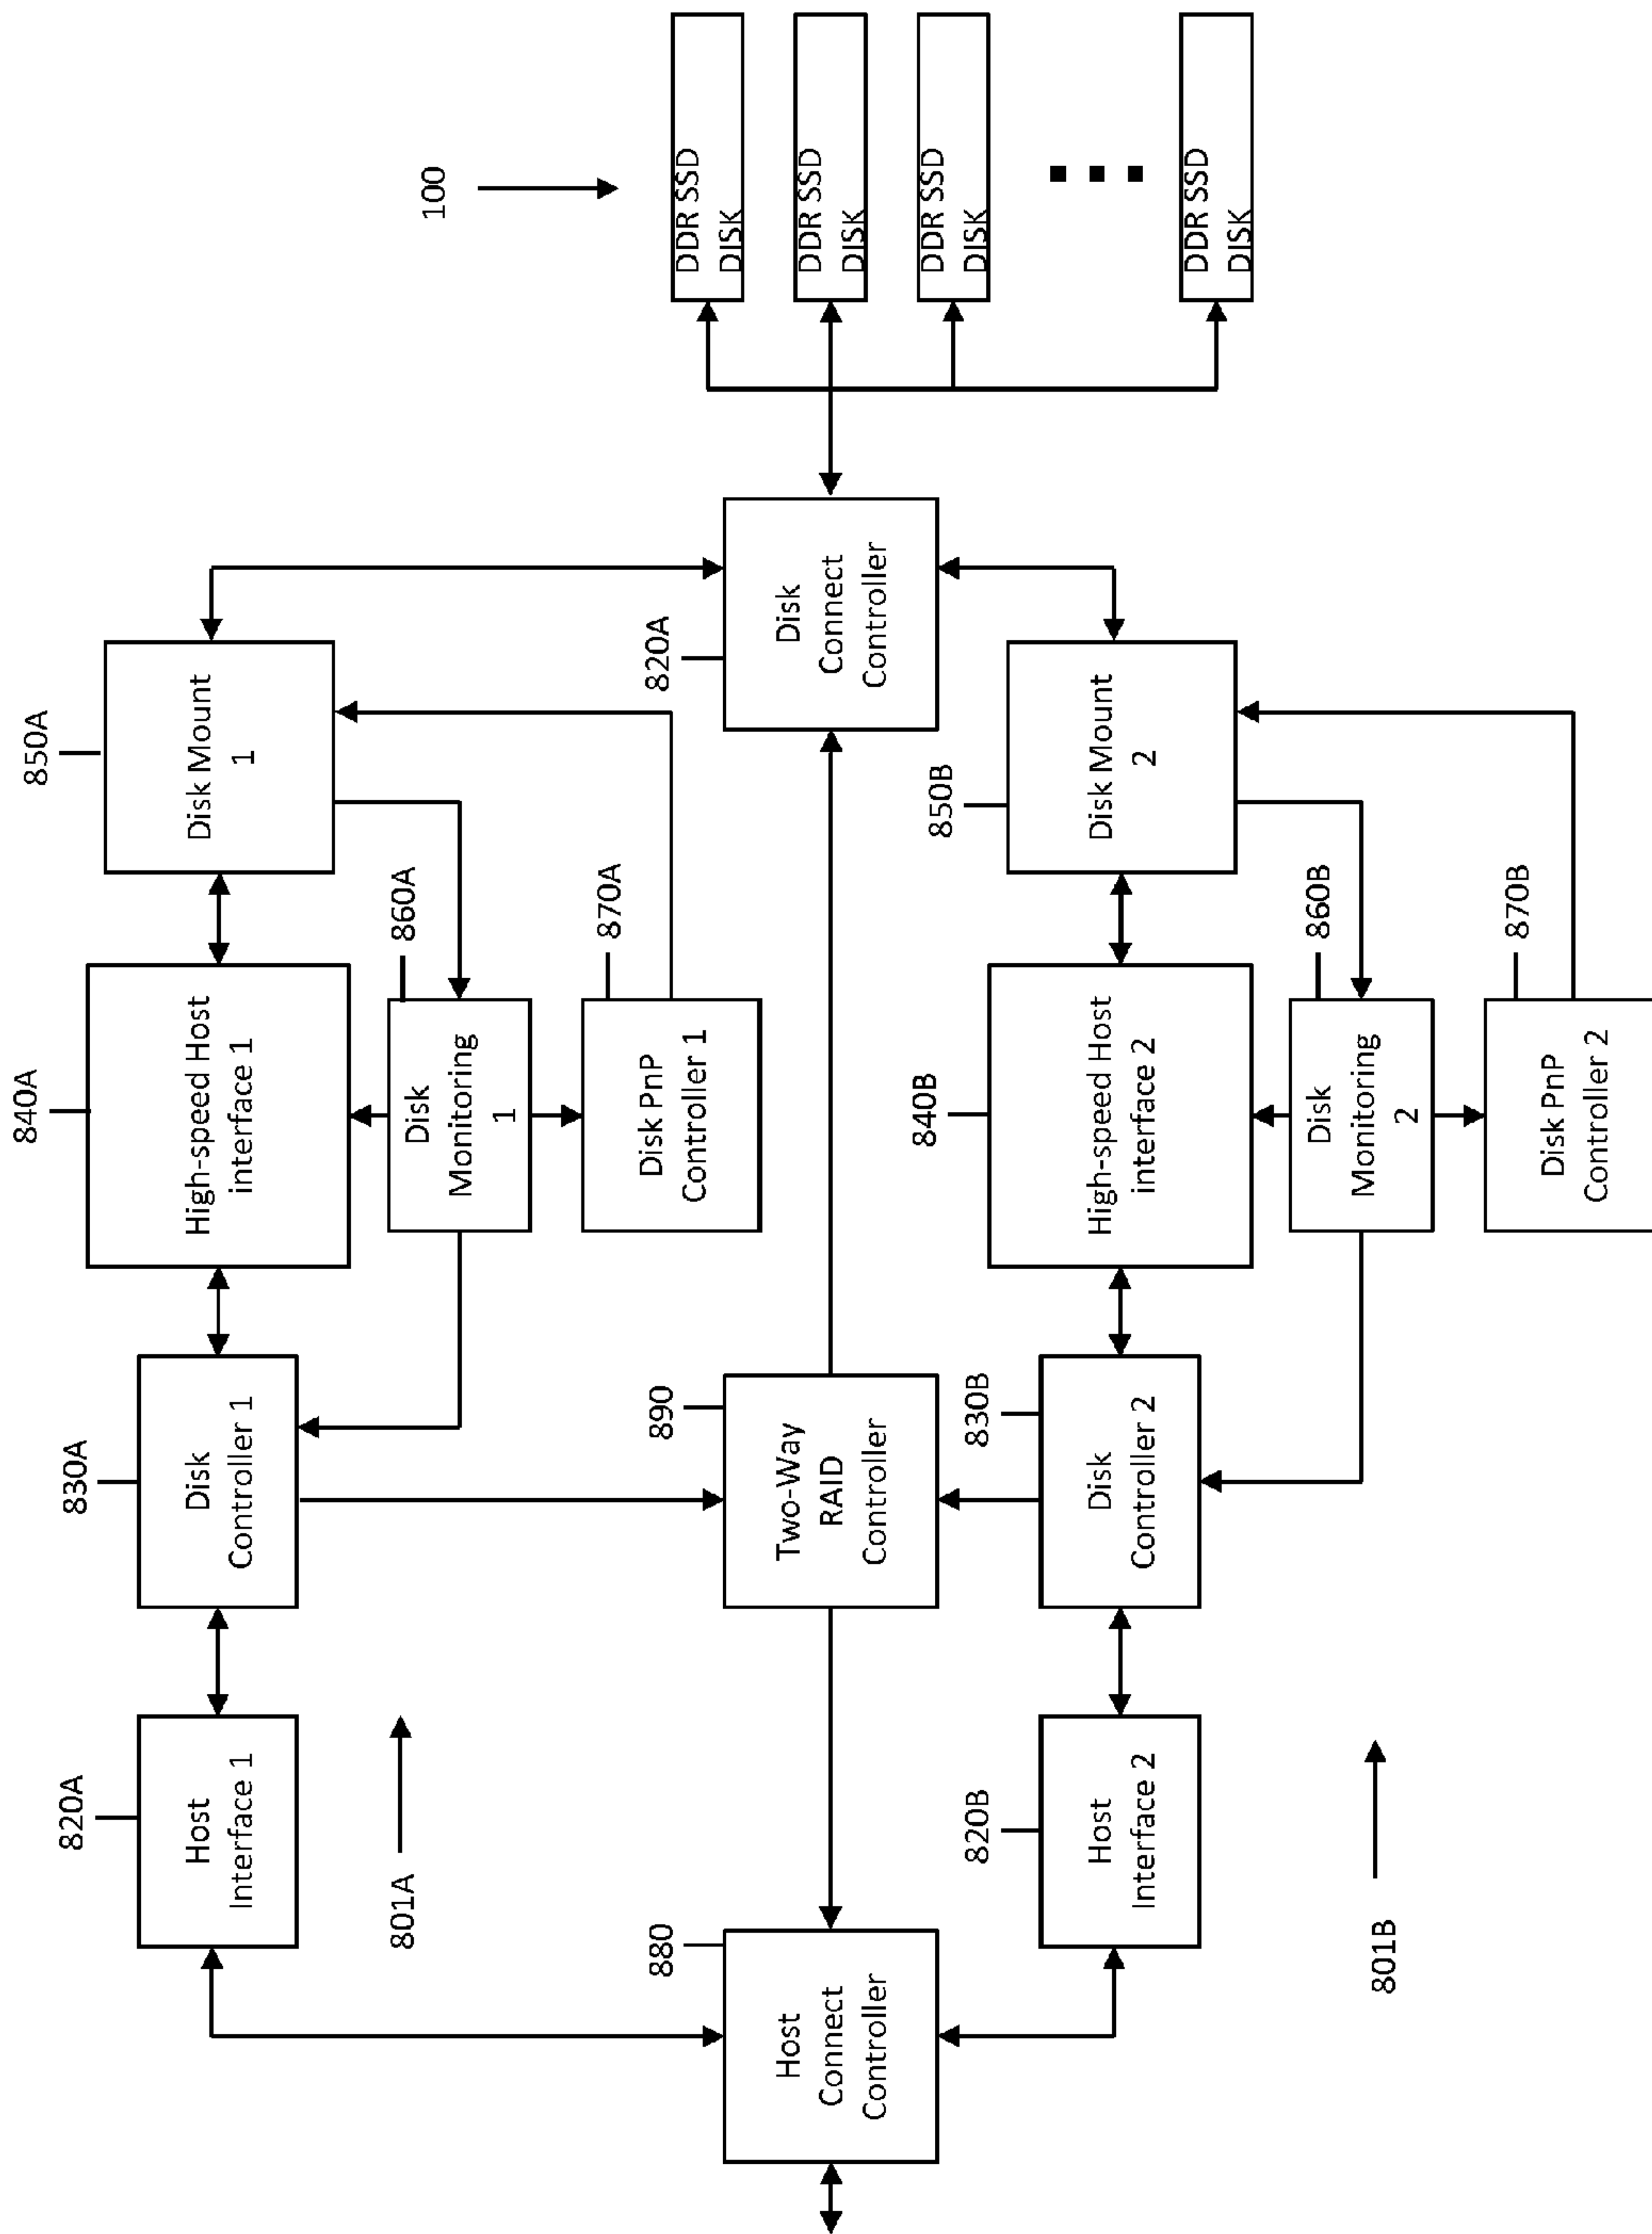 850A
Disk Mount
1
840A
High-speed Host
interface 1
860A
Disk
Monitoring
1
870A
Disk PnP
Controller 1
830A
Disk
Controller 1
820A
Host
Interface 1
801A
100
DDR SSD
DISK
DDR SSD
DISK
DDR SSD
DISK
DDR SSD
DISK
820A
Disk
Connect
Controller
890
Two-Way
RAID
Controller
880
Host
Connect
Controller
850B
Disk Mount
2
840B
High-speed Host
interface 2
860B
Disk
Monitoring
2
870B
Disk PnP
Controller 2
830B
Disk
Controller 2
820B
Host
Interface 2
801B